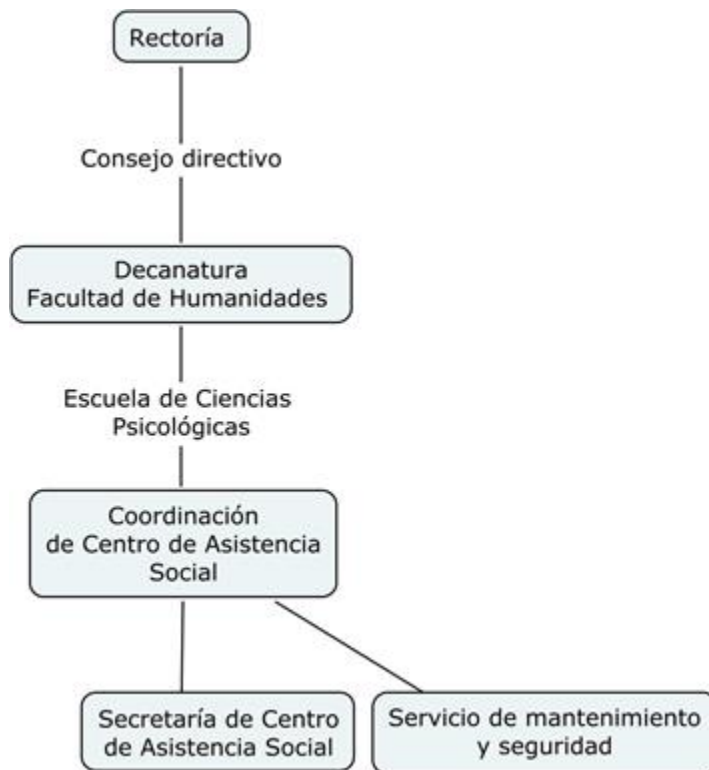 Rectoría
Consejo directivo
Decanatura
Facultad de Humanidades
Escuela de Ciencias
Psicológicas
Coordinación
de Centro de Asistencia
Social
Secretaría de Centro
de Asistencia Social
Servicio de mantenimiento
y seguridad